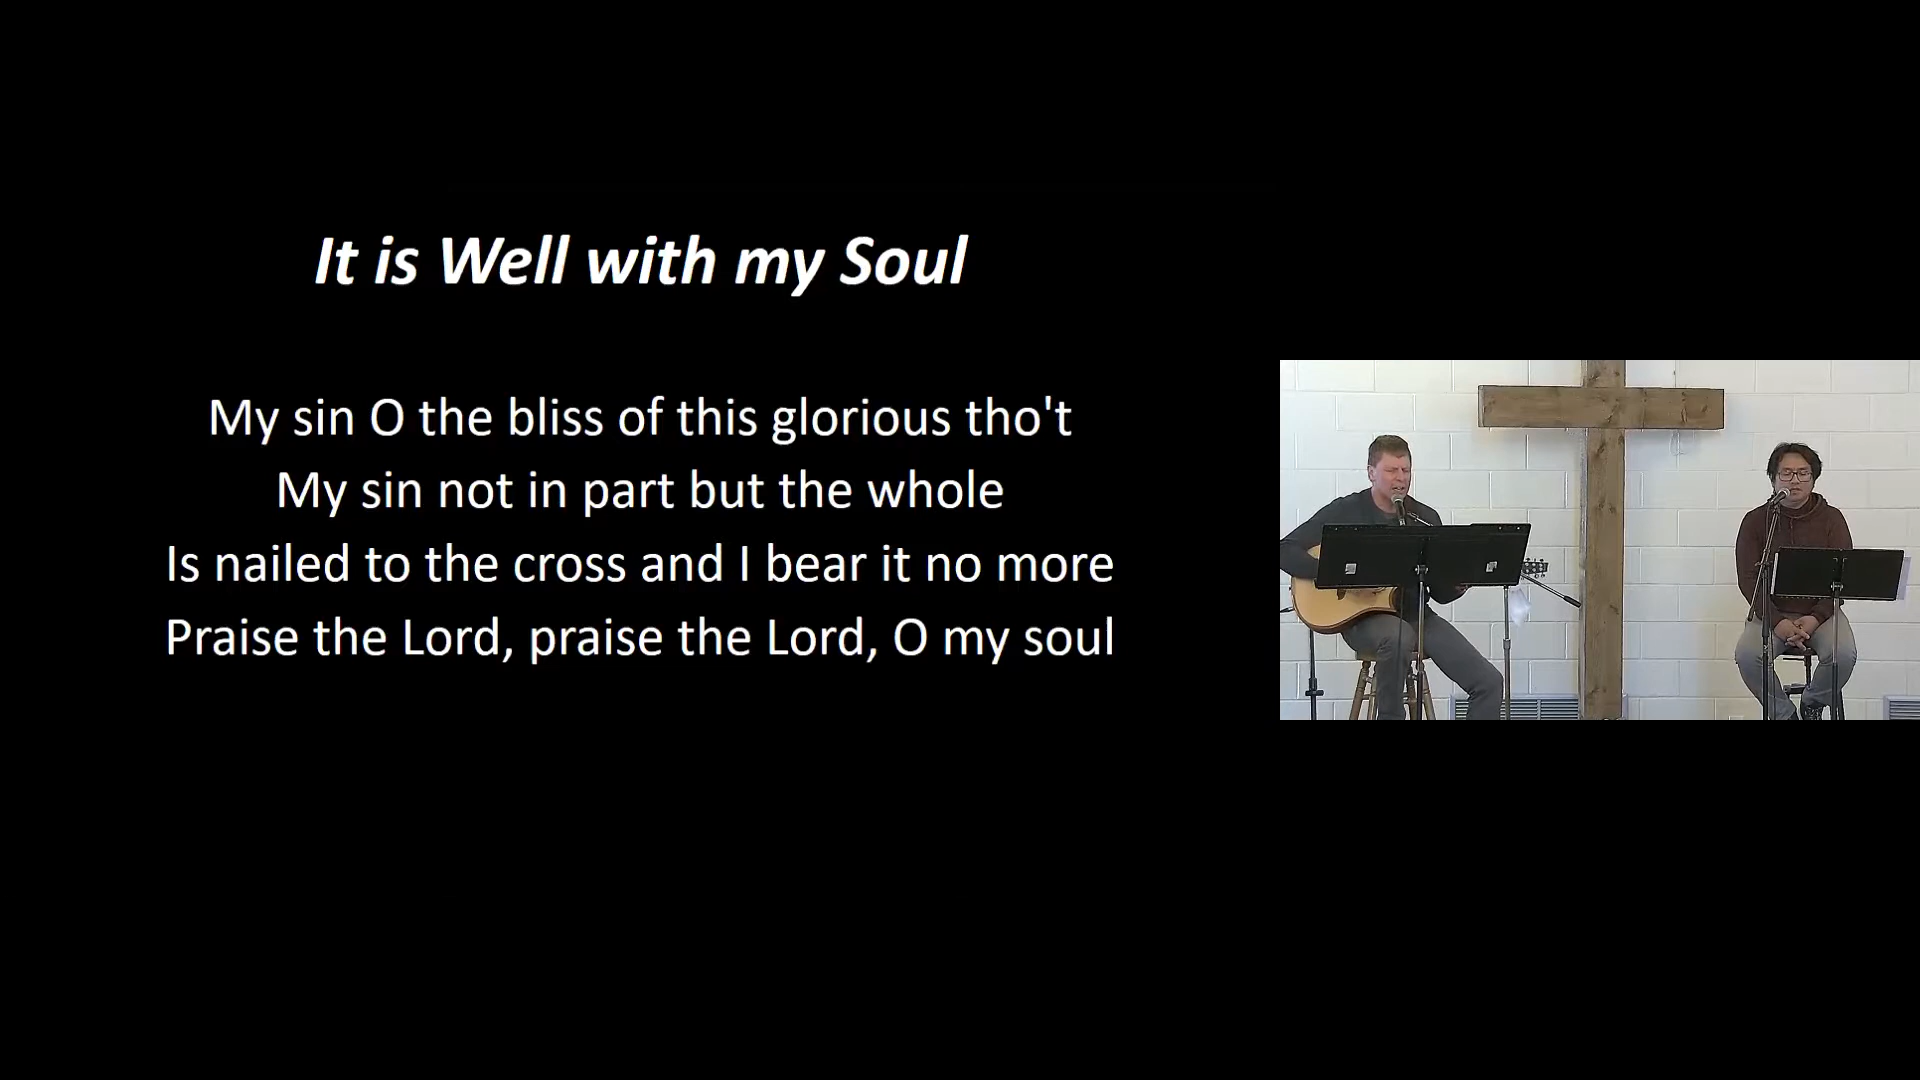 It is Well with my Soul
My sin O the bliss of this glorious tho't
My sin not in part but the whole
Is nailed to the cross and I bear it no more
Praise the Lord, praise the Lord, O my soul